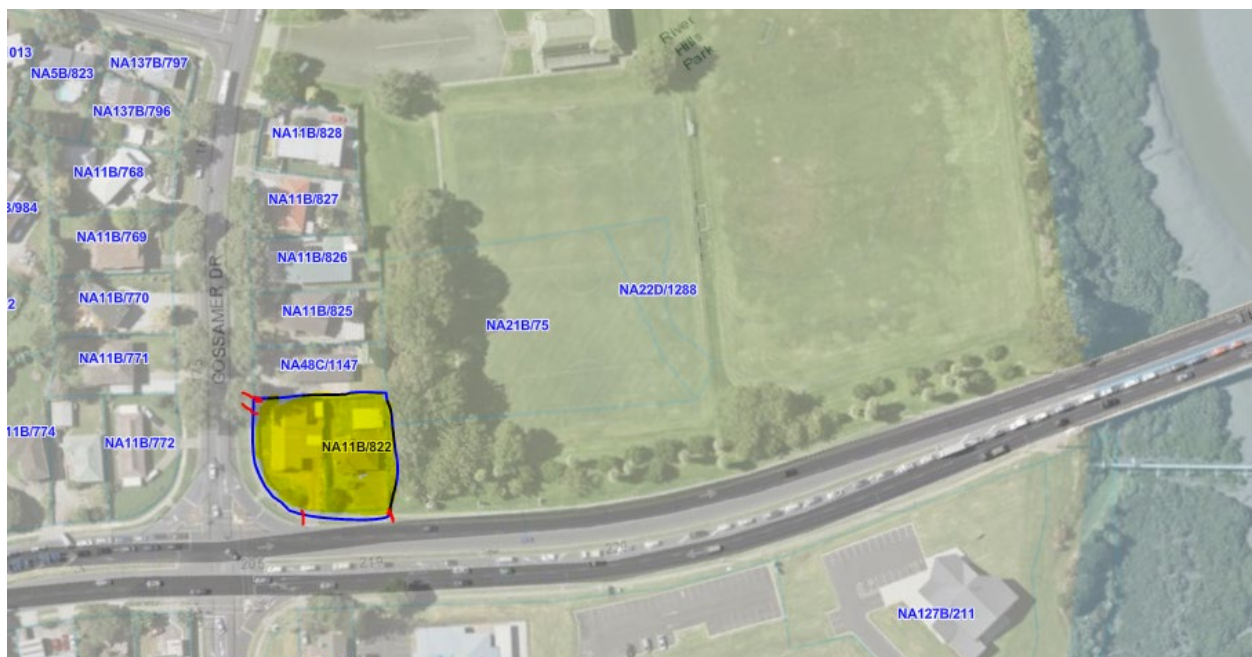 013
NA5B/823
NA137B/797
NA137B/796
NA11B/768
NA11B/828
NA11B/827
NA11B/769
NA11B/826
NA11B/770
NA11B/825
NA11B/771
NA48C/1147
NA11B/772
NA11B/822
11B/774
B/984
2
GOSSAMER DR
River
Hills
Park
NA22D/1288
NA21B/75
NA127B/211
205
219